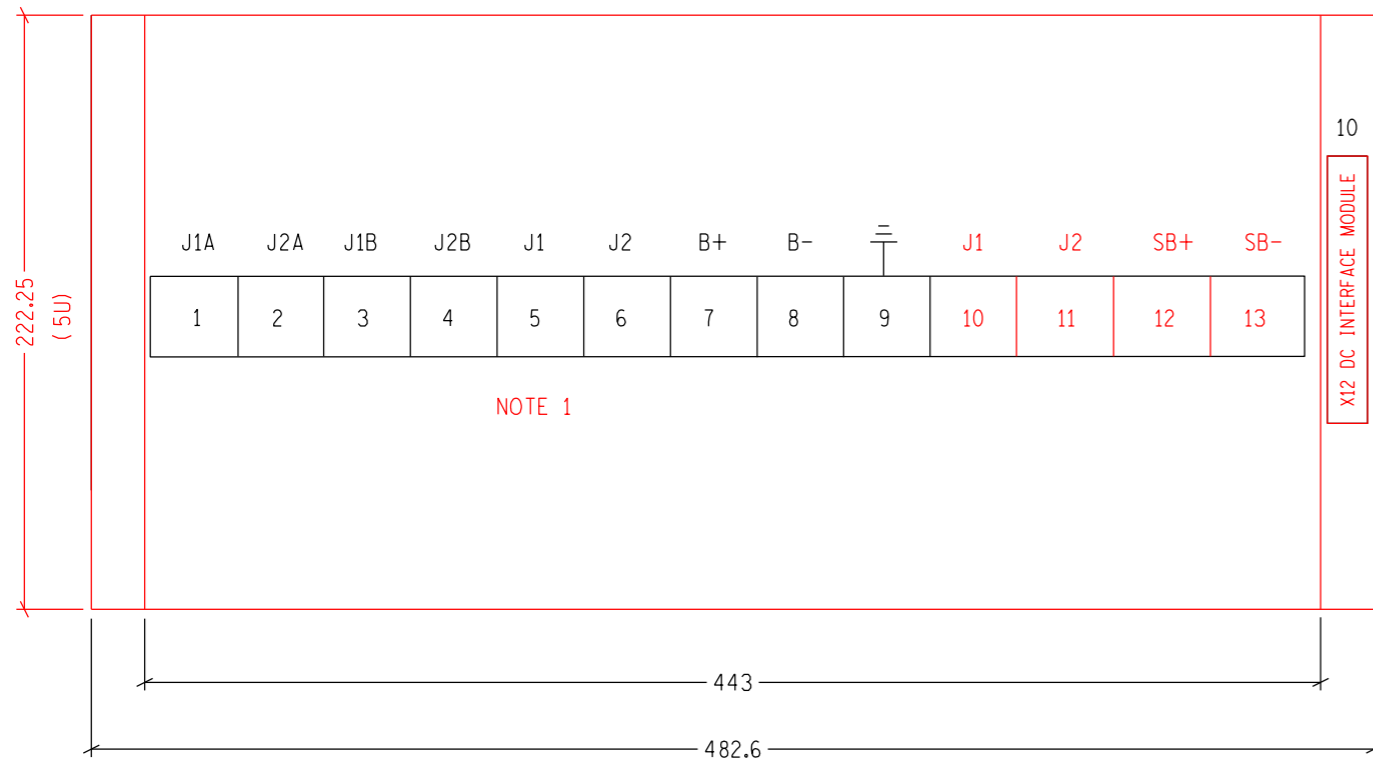 10
J1A J2A J1B J2B J1 J2 B+ B- J1 J2 SB+ SB-
1 2 3 4 5 6 7 8 9 10 11 12 13
NOTE 1
222.25
(5U)
X12 DC INTERFACE MODULE
443
482.6